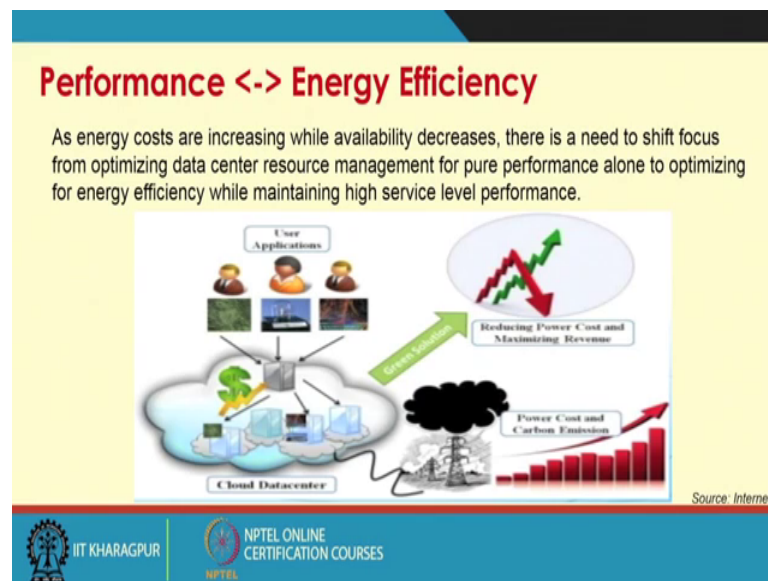 Performance <-> Energy Efficiency
As energy costs are increasing while availability decreases, there is a need to shift focus
from optimizing data center resource management for pure performance alone to optimizing
for energy efficiency while maintaining high service level performance.
User
Applications
Reducing Power Cost and
Maximizing Revenue
Green Solution
Power Cost and
Carbon Emission
Cloud Datacenter
Source: Interne
IIT KHARAGPUR
NPTEL ONLINE
CERTIFICATION COURSES
NPTEL